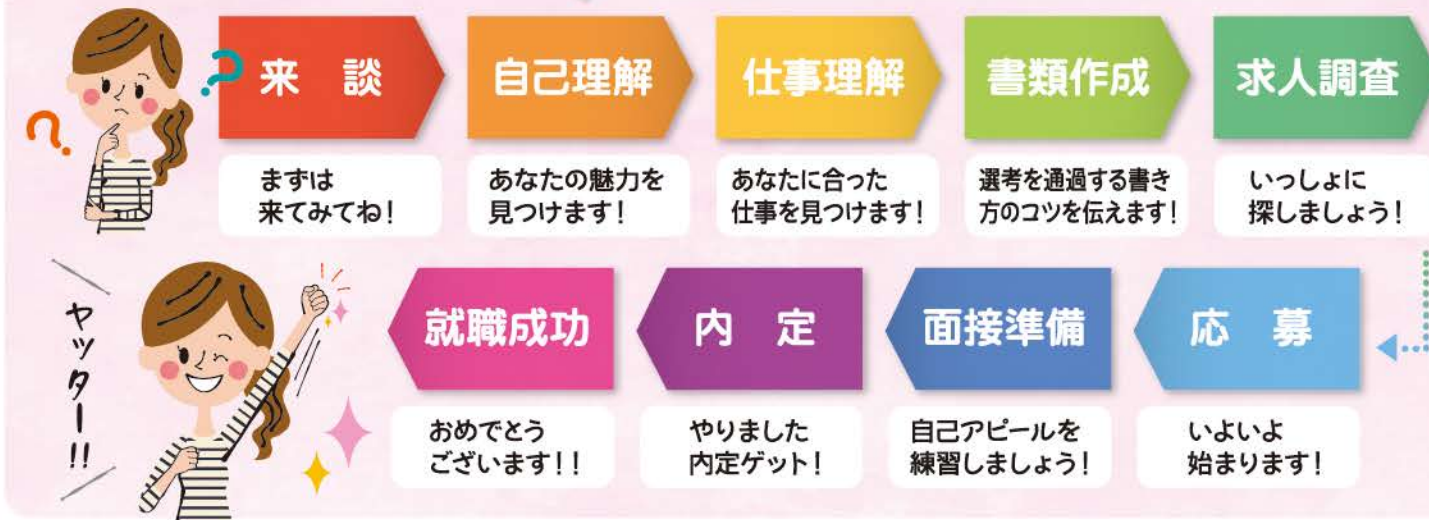 来　談
まずは
来てみてね！
自己理解
あなたの魅力を
見つけます！
仕事理解
あなたに合った
仕事を見つけます！
書類作成
選考を通過する書き
方のコツを伝えます！
求人調査
いっしょに
探しましょう！
応　募
いよいよ
始まります！
面接準備
自己アピールを
練習しましょう！
内　定
やりました
内定ゲット！
就職成功
おめでとう
ございます！！
ヤッター!!